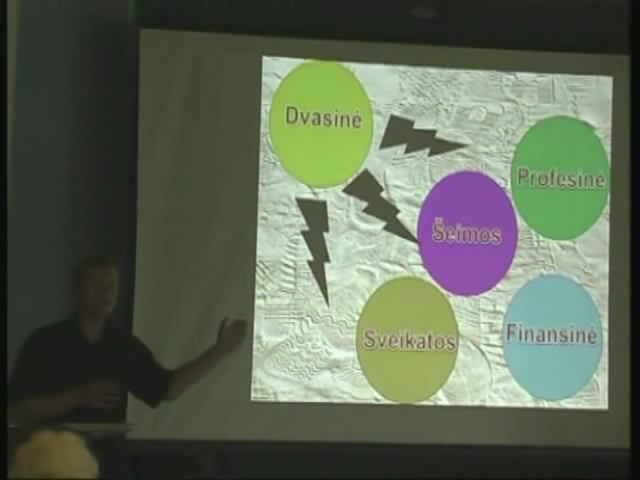 Dvasinė
Profesinė
Šeimos
Sveikatos
Finansinė